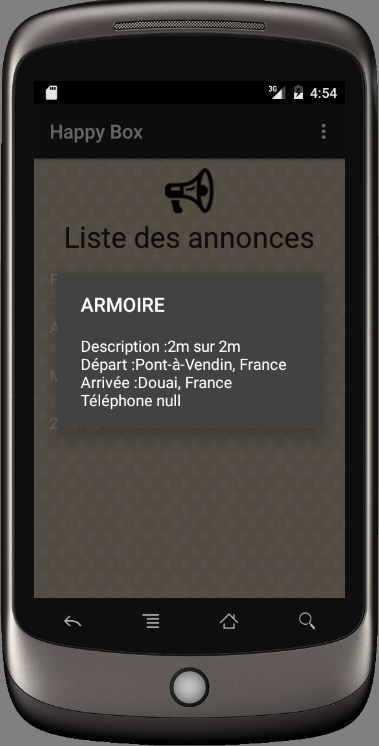 3G 4:54
Happy Box
Liste des annonces
F
A
ARMOIRE
Description :2m sur 2m
Départ :Pont-à-Vendin, France
Arrivée :Douai, France
Téléphone null
M
2